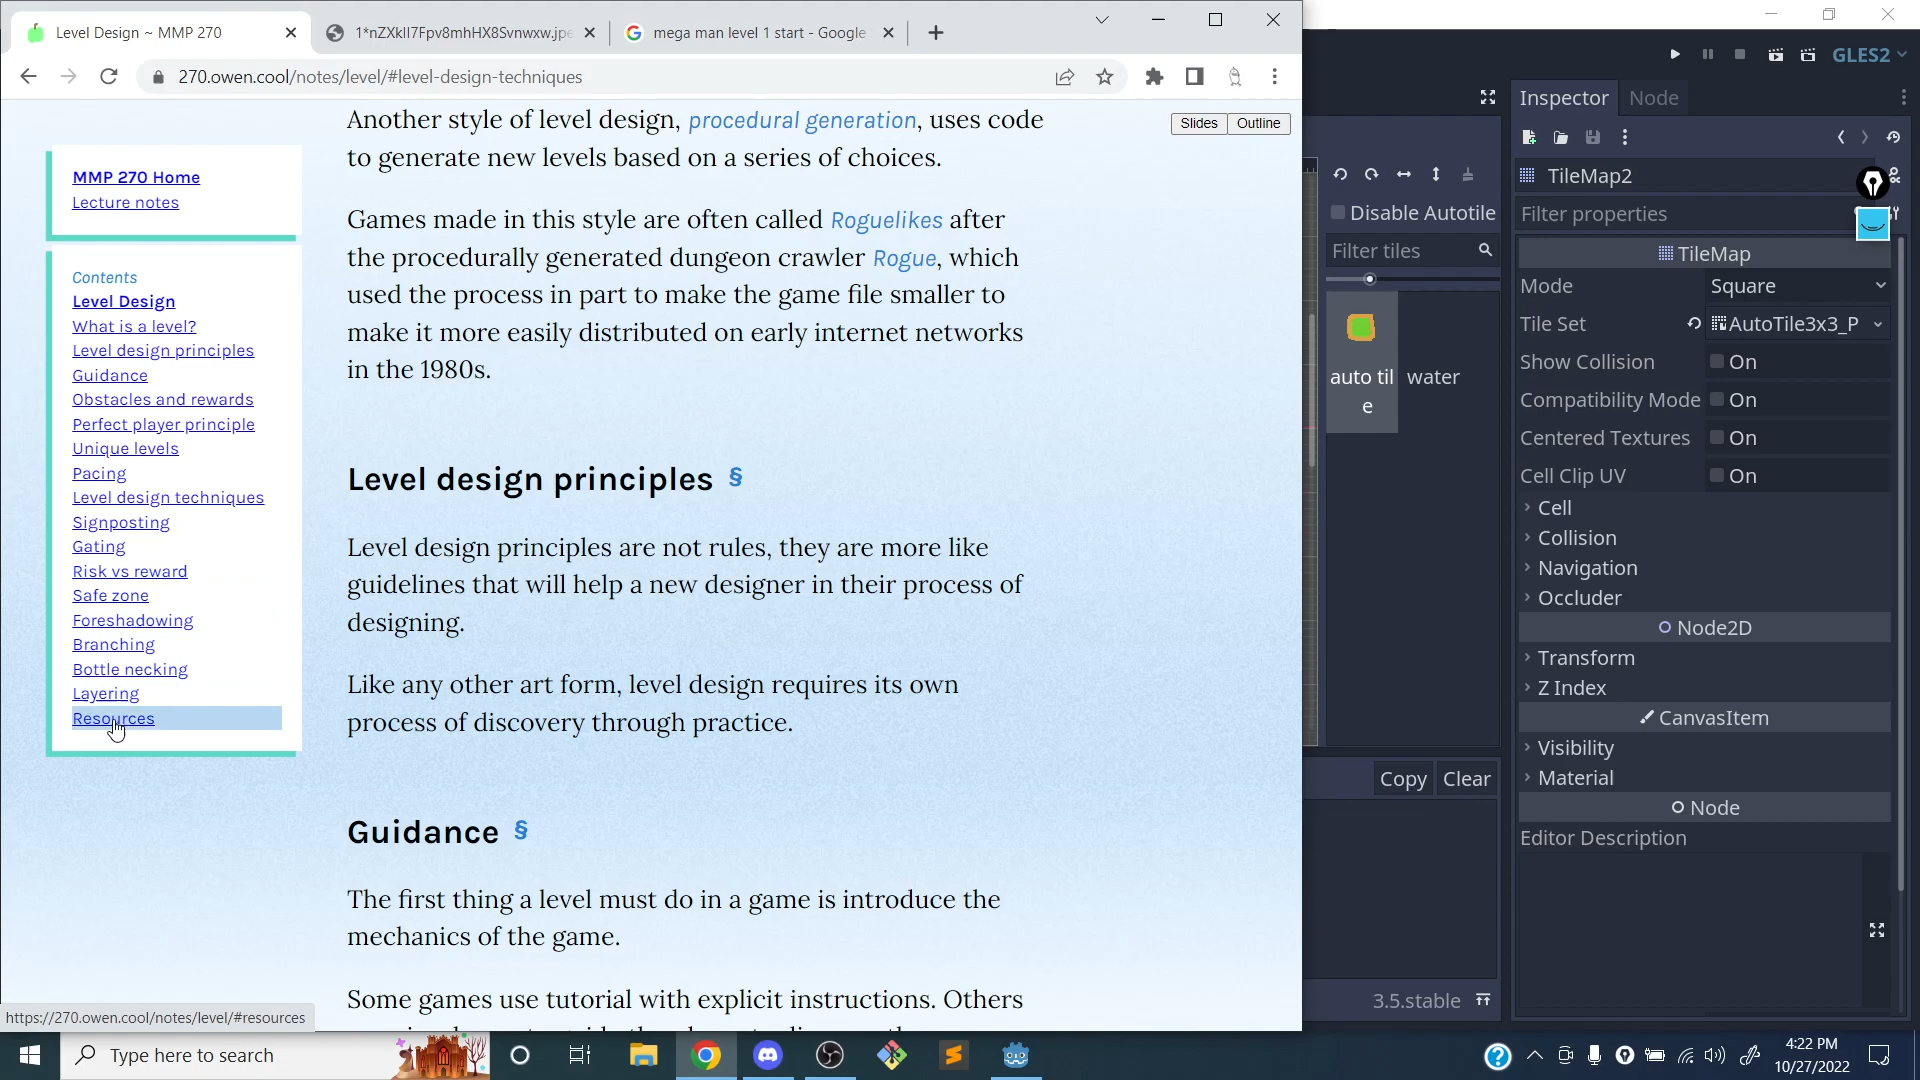 Level Design ~ MMP 270
mega man level 1 start - Google
270.owen.cool/notes/level/#level-design-techniques
MMP 270 Home
Lecture notes
Contents
Level Design
What is a level?
Level design principles
Guidance
Obstacles and rewards
Perfect player principle
Unique levels
Pacing
Level design techniques
Signposting
Gating
Risk vs reward
Safe zone
Foreshadowing
Branching
Bottle necking
Layering
Resources
Slides
Outline
Another style of level design, procedural generation, uses code
to generate new levels based on a series of choices.
Games made in this style are often called Roguelikes after
the procedurally generated dungeon crawler Rogue, which
used the process in part to make the game file smaller to
make it more easily distributed on early internet networks
in the 1980s.
Level design principles §
Level design principles are not rules, they are more like
guidelines that will help a new designer in their process of
designing.
Like any other art form, level design requires its own
process of discovery through practice.
Guidance §
The first thing a level must do in a game is introduce the
mechanics of the game.
Some games use tutorial with explicit instructions. Others
https://270.owen.cool/notes/level/#resources
GLES2
Disable Autotile
Filter tiles
auto til
e
water
Copy
Clear
3.5.stable
Inspector
Node
TileMap2
Filter properties
TileMap
Mode
Square
Tile Set
AutoTile3x3_P
Show Collision
On
Compatibility Mode
On
Centered Textures
On
Cell Clip UV
On
Cell
Collision
Navigation
Occluder
Node2D
Transform
Z Index
CanvasItem
Visibility
Material
Node
Editor Description
Type here to search
4:22 PM
10/27/2022